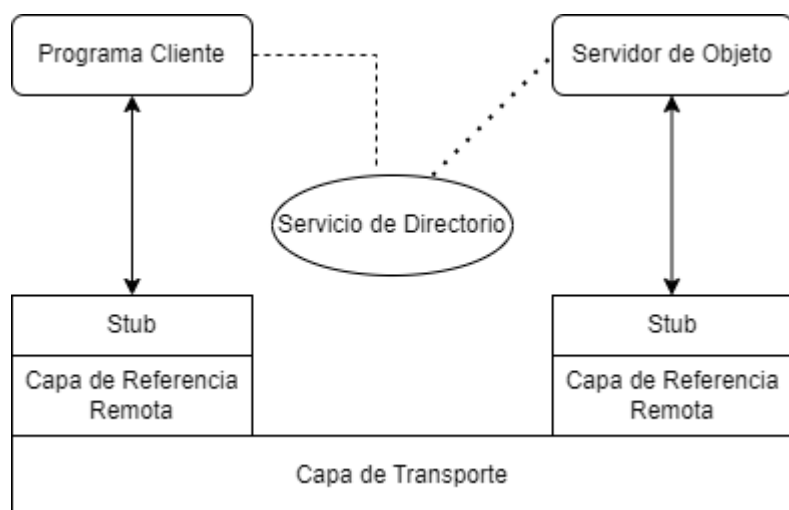 Programa Cliente
Servidor de Objeto
Servicio de Directorio
Stub
Stub
Capa de Referencia
Remota
Capa de Referencia
Remota
Capa de Transporte